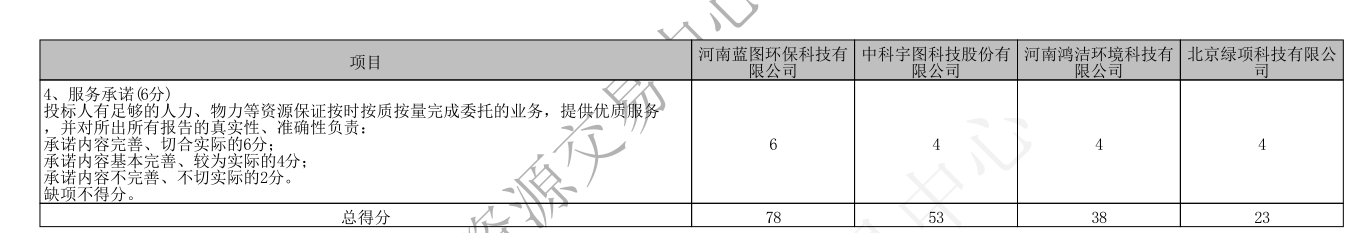 项目
河南蓝图环保科技有
限公司
中科宇图科技股份有
限公司
河南鸿洁环境科技有
限公司
北京绿项科技有限公
司
4、服务承诺(6分)
投标人有足够的人力、物力等资源保证按时按质按量完成委托的业务，提供优质服务
，并对所出所有报告的真实性、准确性负责：
承诺内容完善、切合实际的6分；
承诺内容基本完善、较为实际的4分；
承诺内容不完善、不切实际的2分。
缺项不得分。
6
4
4
4
总得分
78
53
38
23
资源交易中心
中心